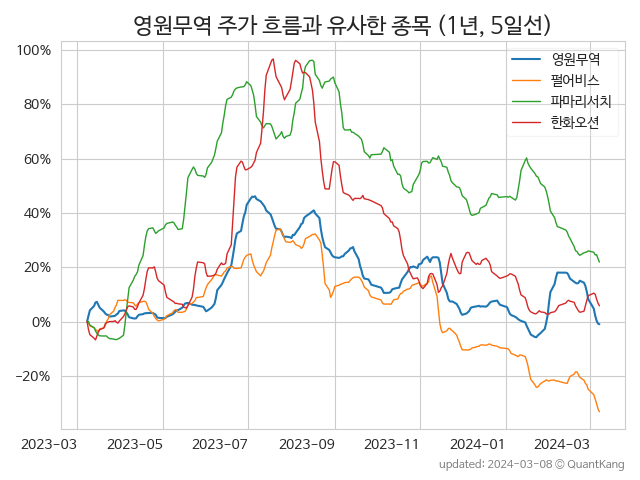 영원무역 주가 흐름과 유사한 종목 (1년, 5일선)
100%
80%
60%
40%
20%
0%
−20%
영원무역
펄어비스
파마리서치
한화오션
2023-03
2023-05
2023-07
2023-09
2023-11
2024-01
2024-03
updated: 2024-03-08 © QuantKang